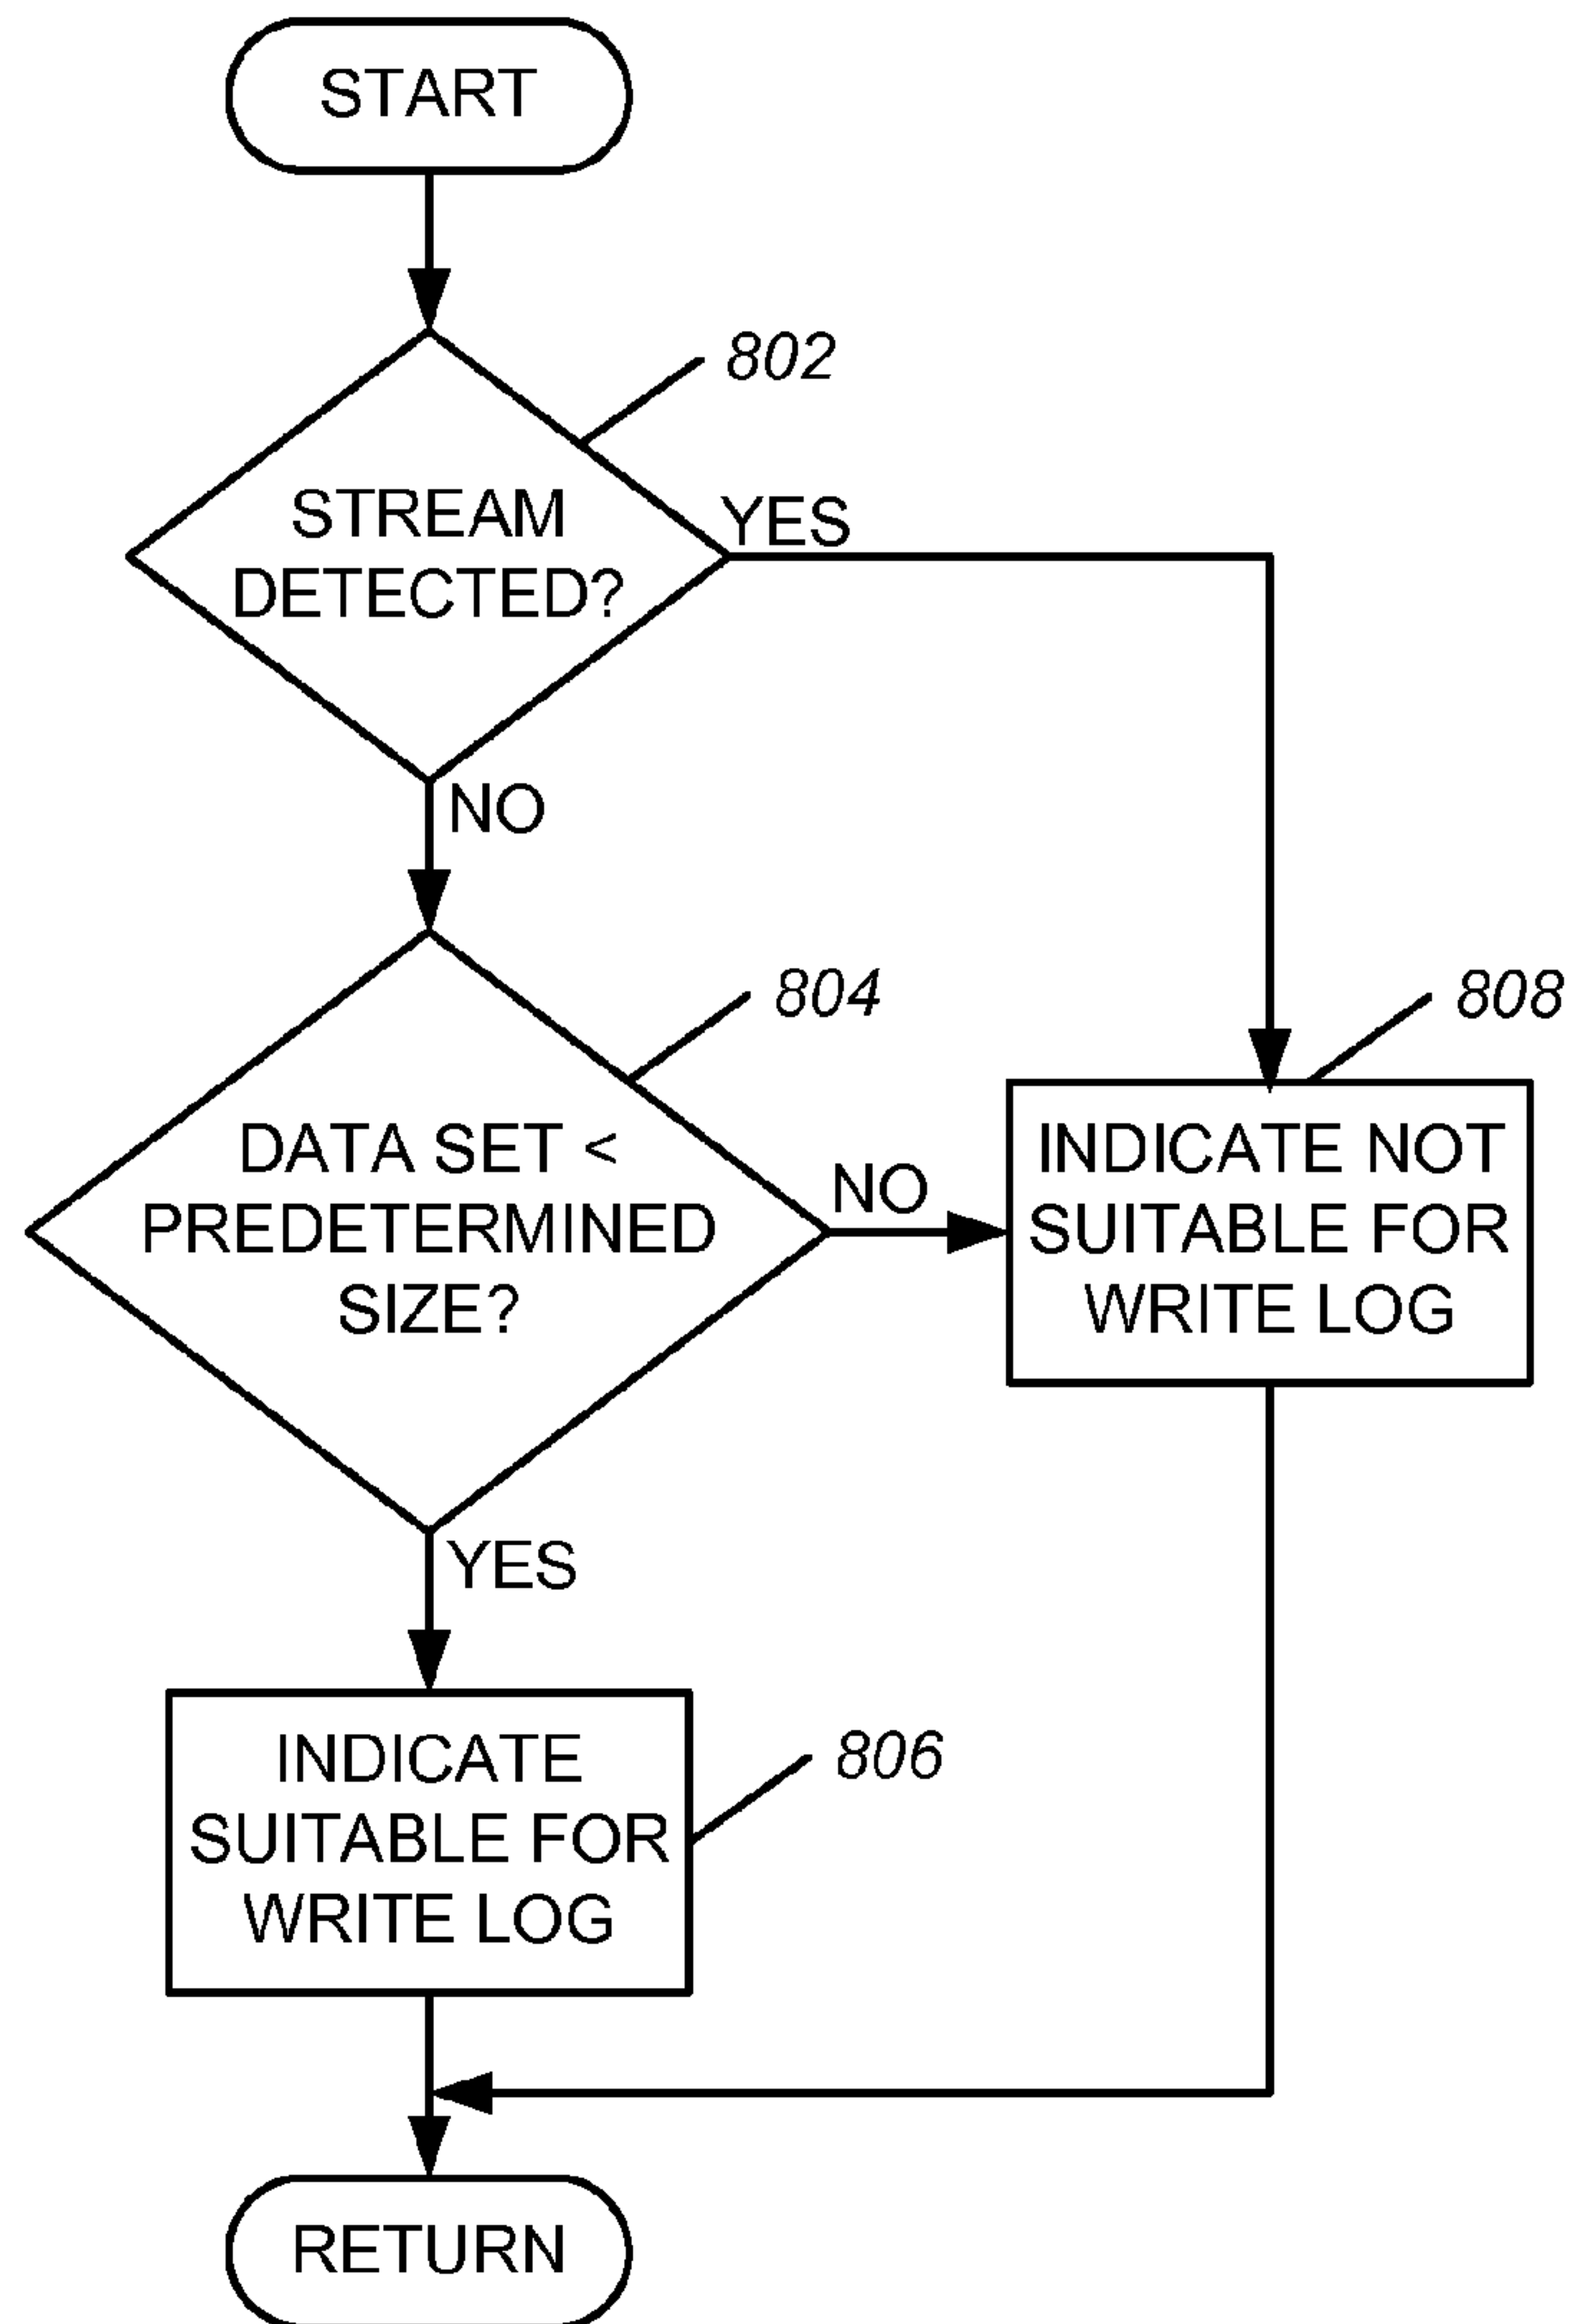 START
802
STREAM
DETECTED?
YES
NO
804
808
DATA SET <
PREDETERMINED
SIZE?
NO
INDICATE NOT
SUITABLE FOR
WRITE LOG
YES
INDICATE
SUITABLE FOR
WRITE LOG
806
RETURN